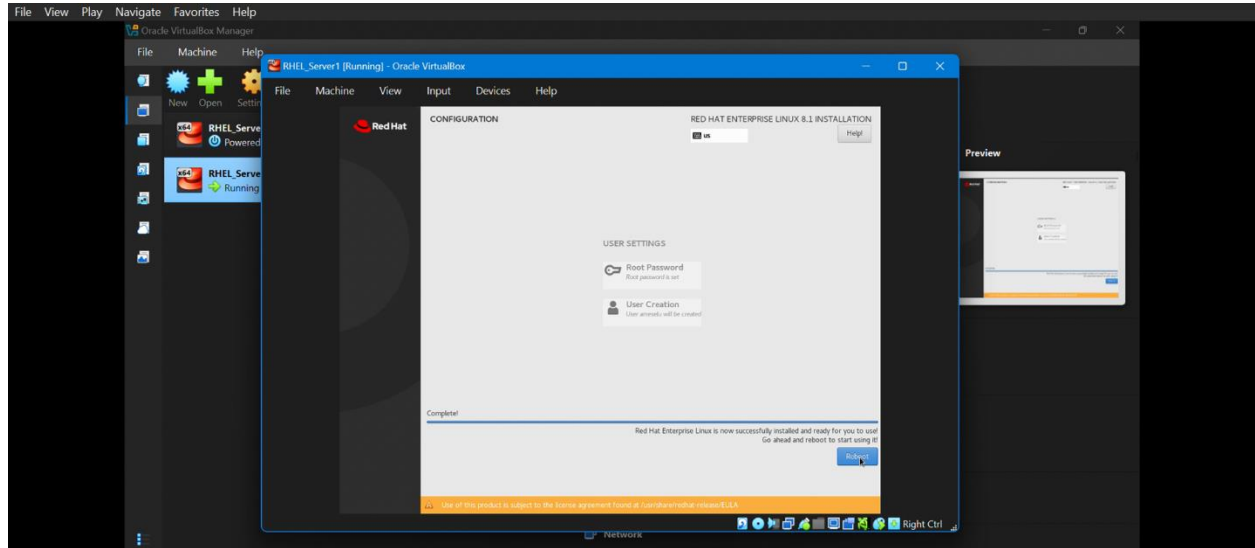 File View Play Navigate Favorites Help
Oracle VirtualBox Manager
File Machine Help
RHEL_Server1 [Running] - Oracle VirtualBox
File Machine View Input Devices Help
New Open
x64 RHEL_Serve
Powered
x64 RHEL_Serve
Running
Red Hat
CONFIGURATION
RED HAT ENTERPRISE LINUX 8.1 INSTALLATION
us
Help!
USER SETTINGS
Root Password
Root password is set
User Creation
will be created
Complete!
Red Hat Enterprise Linux is now successfully installed and ready for you to use!
Go ahead and reboot to start using it!
Reboot
Use of this product is subject to the license agreement found at /usr/share/redhat-release/EULA
Right Ctrl
Preview
Network